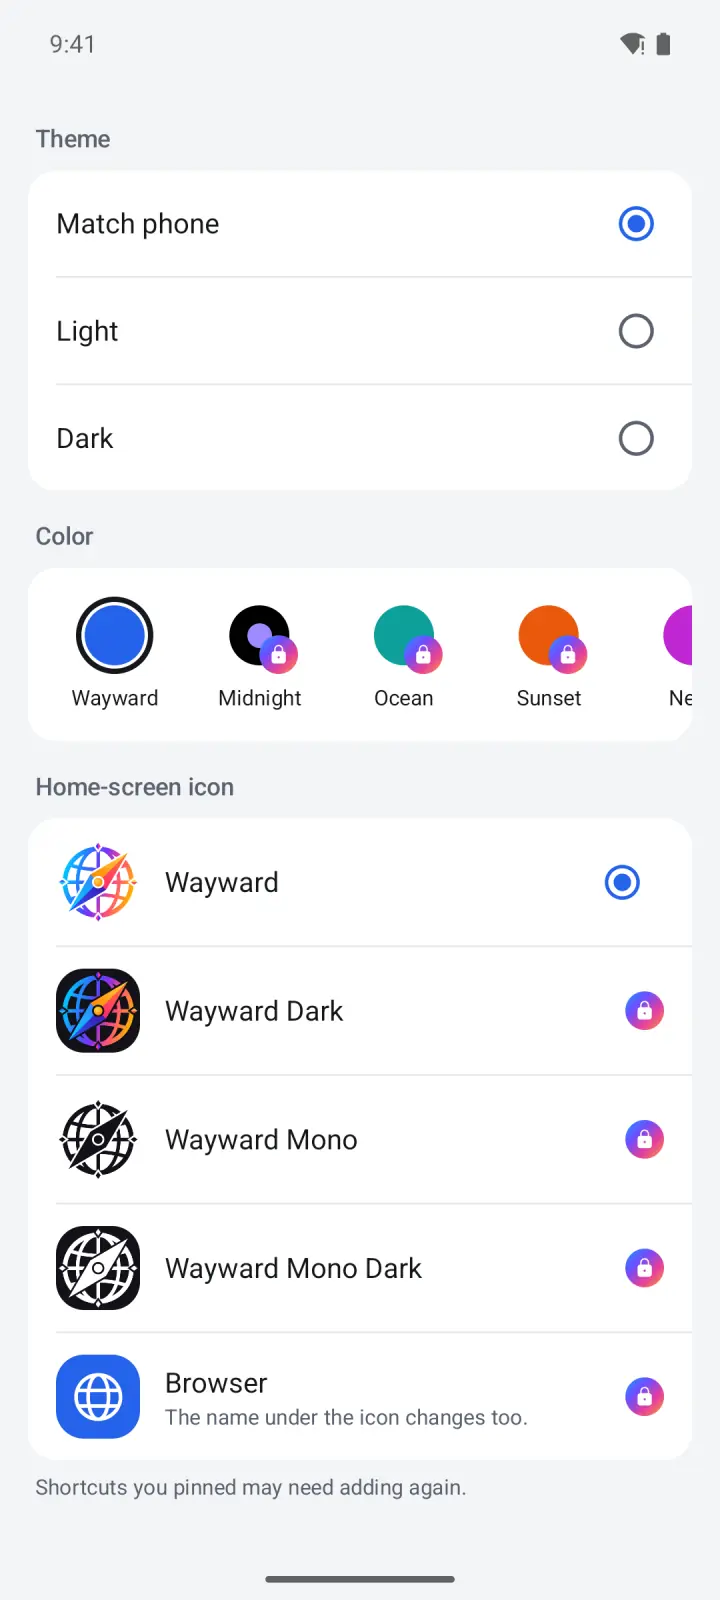 9:41
Theme
Match phone
Light
Dark
Color
Wayward
Midnight
Ocean
Sunset
Ne
Home-screen icon
Wayward
Wayward Dark
Wayward Mono
Wayward Mono Dark
Browser
The name under the icon changes too.
Shortcuts you pinned may need adding again.